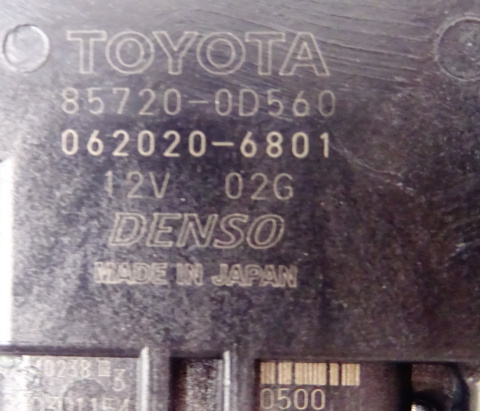 TOYOTA
85720-0D560
062020-6801
12V 02G
DENSO
MADE IN JAPAN
0500